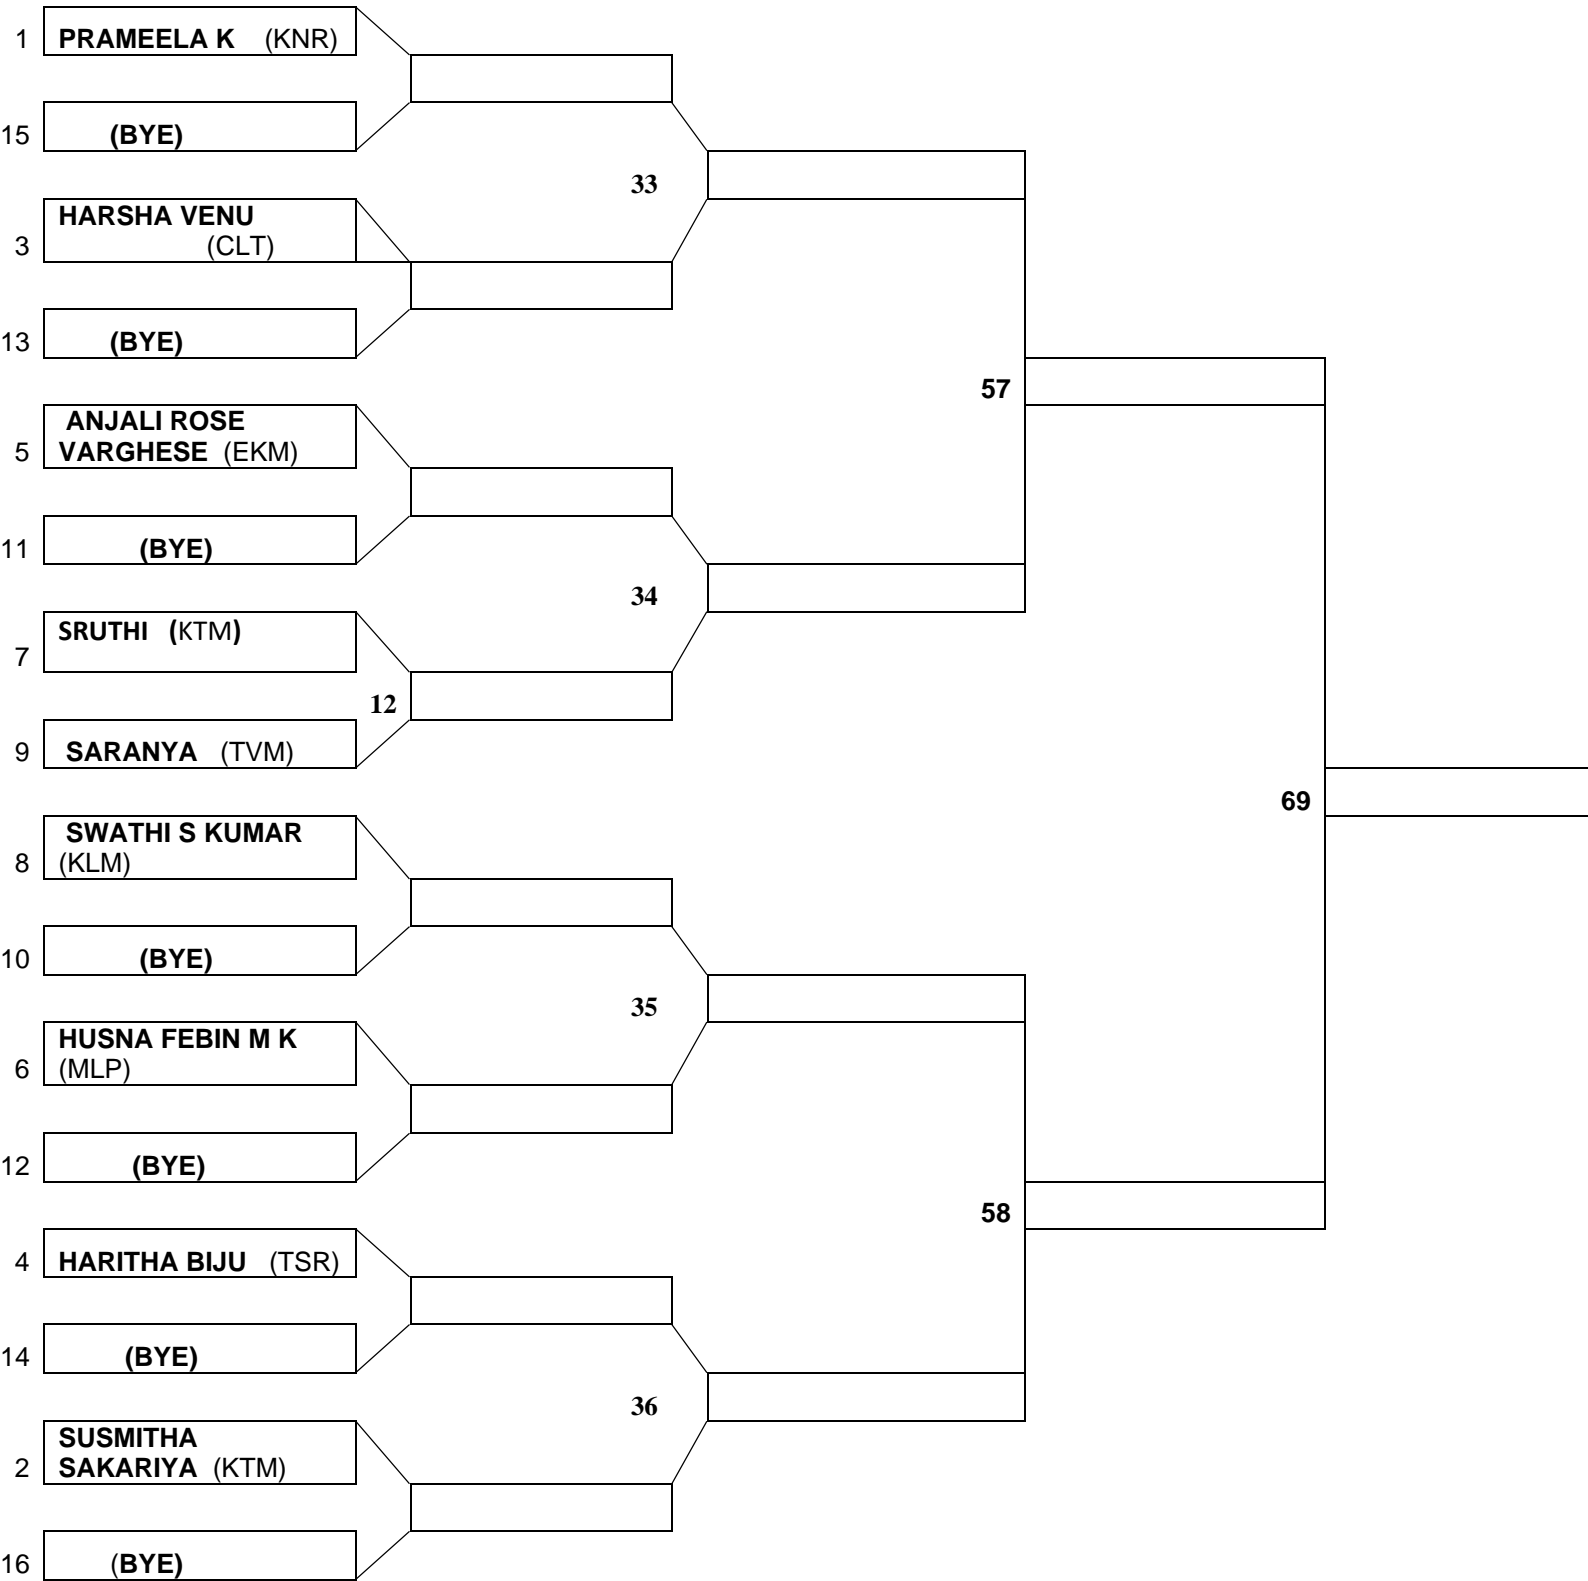 1 PRAMEELA K (KNR)
15 (BYE)
33
HARSHA VENU
3 (CLT)
13 (BYE)
57
ANJALI ROSE
5 VARGHESE (EKM)
11 (BYE)
34
SRUTHI (KTM)
7
12
9 SARANYA (TVM)
69
SWATHI S KUMAR
8 (KLM)
10 (BYE)
35
HUSNA FEBIN M K
6 (MLP)
12 (BYE)
58
4 HARITHA BIJU (TSR)
14 (BYE)
36
SUSMITHA
2 SAKARIYA (KTM)
16 (BYE)